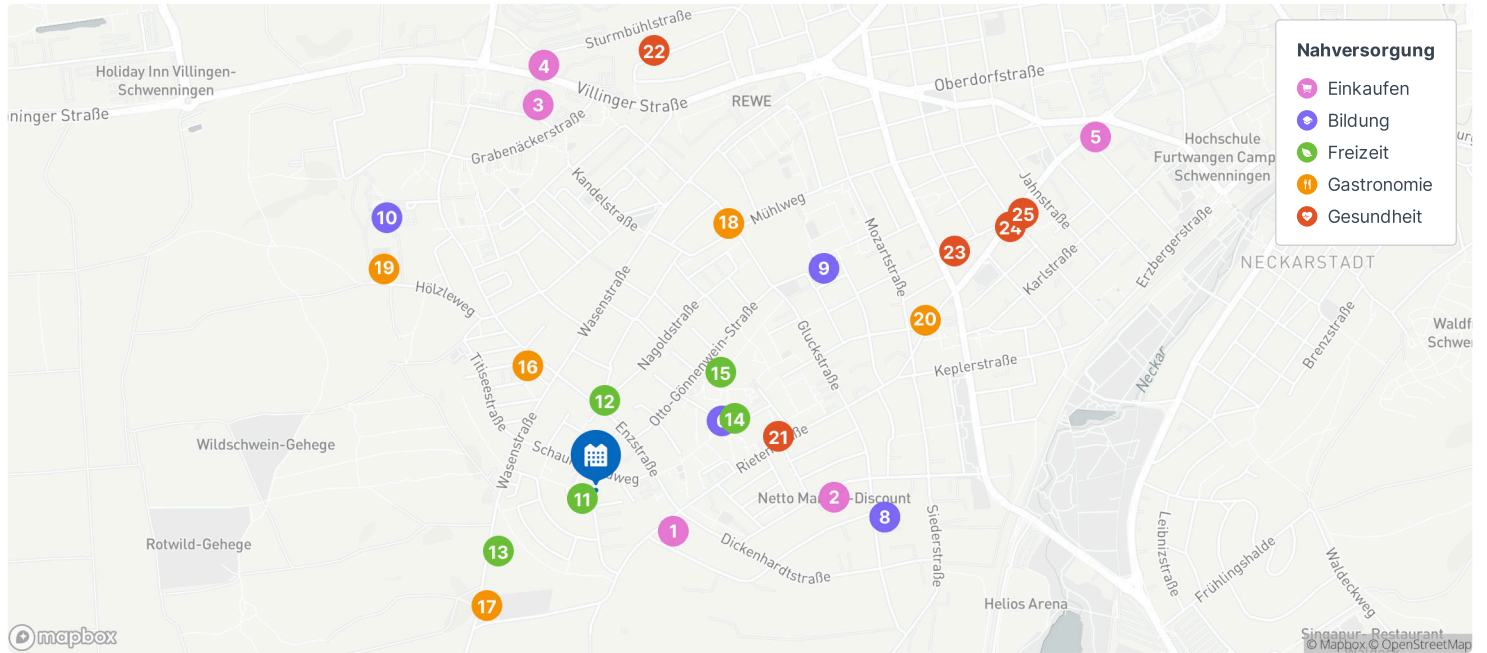 Sturmbühlstraße
22
4
Holiday Inn Villingen-
Schwenningen
Villinger Straße
3
REWE
Oberdorfstraße
ninger Straße
Grabenäckerstraße
5
Hochschule
Furtwangen Camp
Schwenningen
Nahversorgung
Einkaufen
Bildung
Freizeit
Gastronomie
Gesundheit
Kandelstraße
Jahnstraße
10
18
Mühlweg
25
24
23
Mozartstraße
Erzbergerstraße
Karlstraße
NECKARSTADT
19
9
Hölzleweg
Wasenstraße
Nagoldstraße
Otto-Gönnenwein-Straße
Gluckstraße
20
Brenzstraße
Waldf
Schwe
Titiseestraße
16
15
Keplerstraße
Neckar
12
14
21
Wildschwein-Gehege
Wasenstraße
Enzstraße
11
2
Netto Ma
-Discount
8
1
Rotwild-Gehege
13
Dickenhardtstraße
Siederstraße
Leibnizstraße
Frühlingshalde
Waldeckweg
17
Helios Arena
mapbox
Singapur- Restaurant
© Mapbox © OpenStreetMap